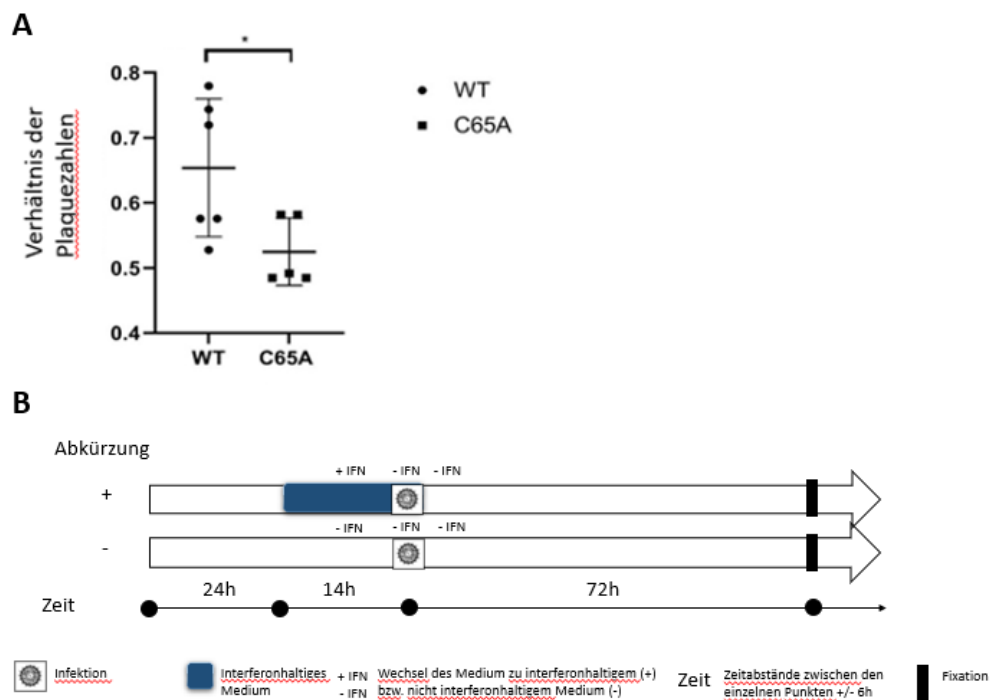 A
*
0.8
0.7
0.6
0.5
0.4
Verhältnis der
Plaquezahlen
WT
C65A
WT C65A
B
Abkürzung
+ IFN - IFN - IFN
+
- IFN - IFN - IFN
-
24h 14h 72h
Zeit
Infektion
Interferonhaltiges
Medium
+ IFN Wechsel des Medium zu interferonhaltigem (+)
- IFN bzw. nicht interferonhaltigem Medium (-)
Zeit Zeitabstände zwischen den
einzelnen Punkten +/- 6h
Fixation